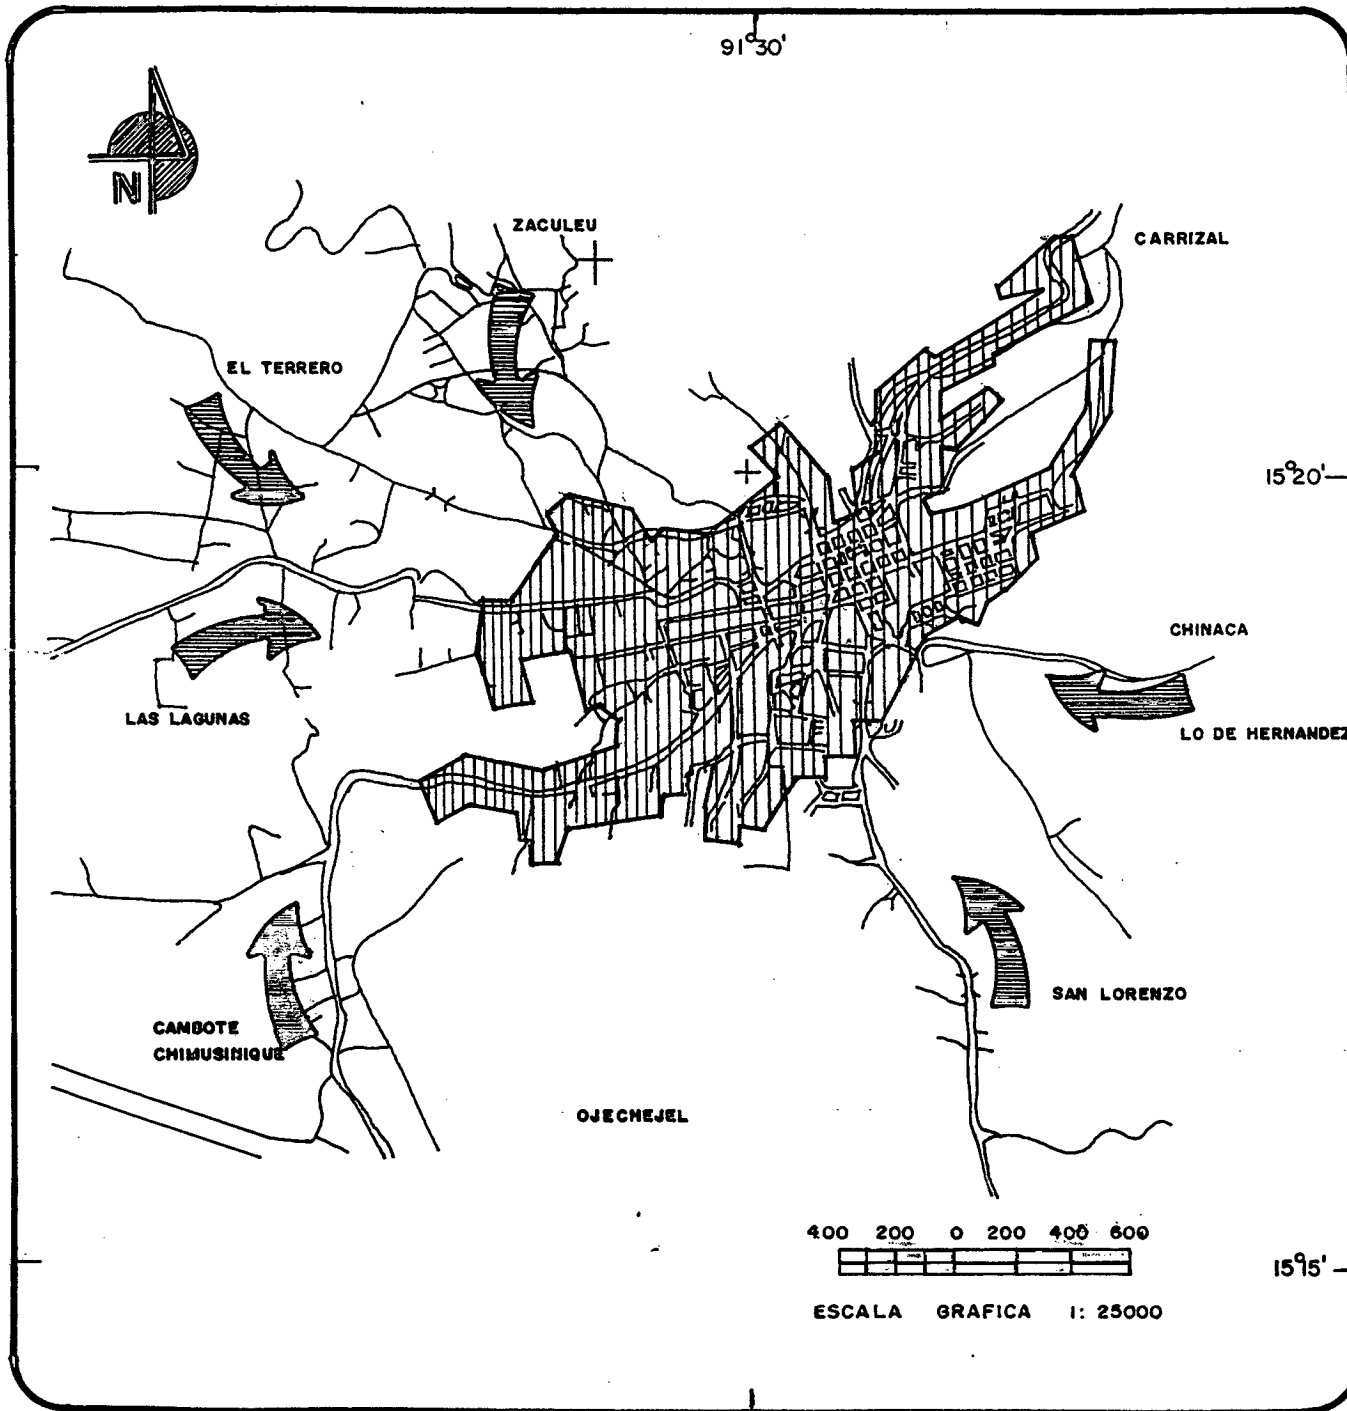 91°30'
N
ZACULEU
CARRIZAL
EL TERRERO
15°20'
CHINACA
LAS LAGUNAS
LO DE HERNANDEZ
SAN LORENZO
CAMBOTE
CHIMUSINIQUE
OJECHEJEL
400 200 0 200 400 600
15°15'
ESCALA GRAFICA 1: 25000